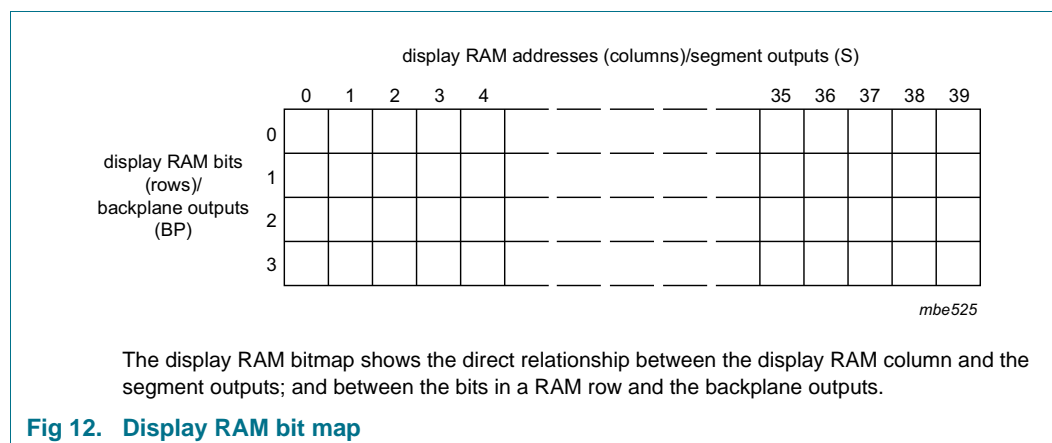 display RAM addresses (columns)/segment outputs (S)
0 1 2 3 4 35 36 37 38 39
0
display RAM bits
(rows)/
backplane outputs
(BP)
1
2
3
mbe525
The display RAM bitmap shows the direct relationship between the display RAM column and the
segment outputs; and between the bits in a RAM row and the backplane outputs.
Fig 12. Display RAM bit map